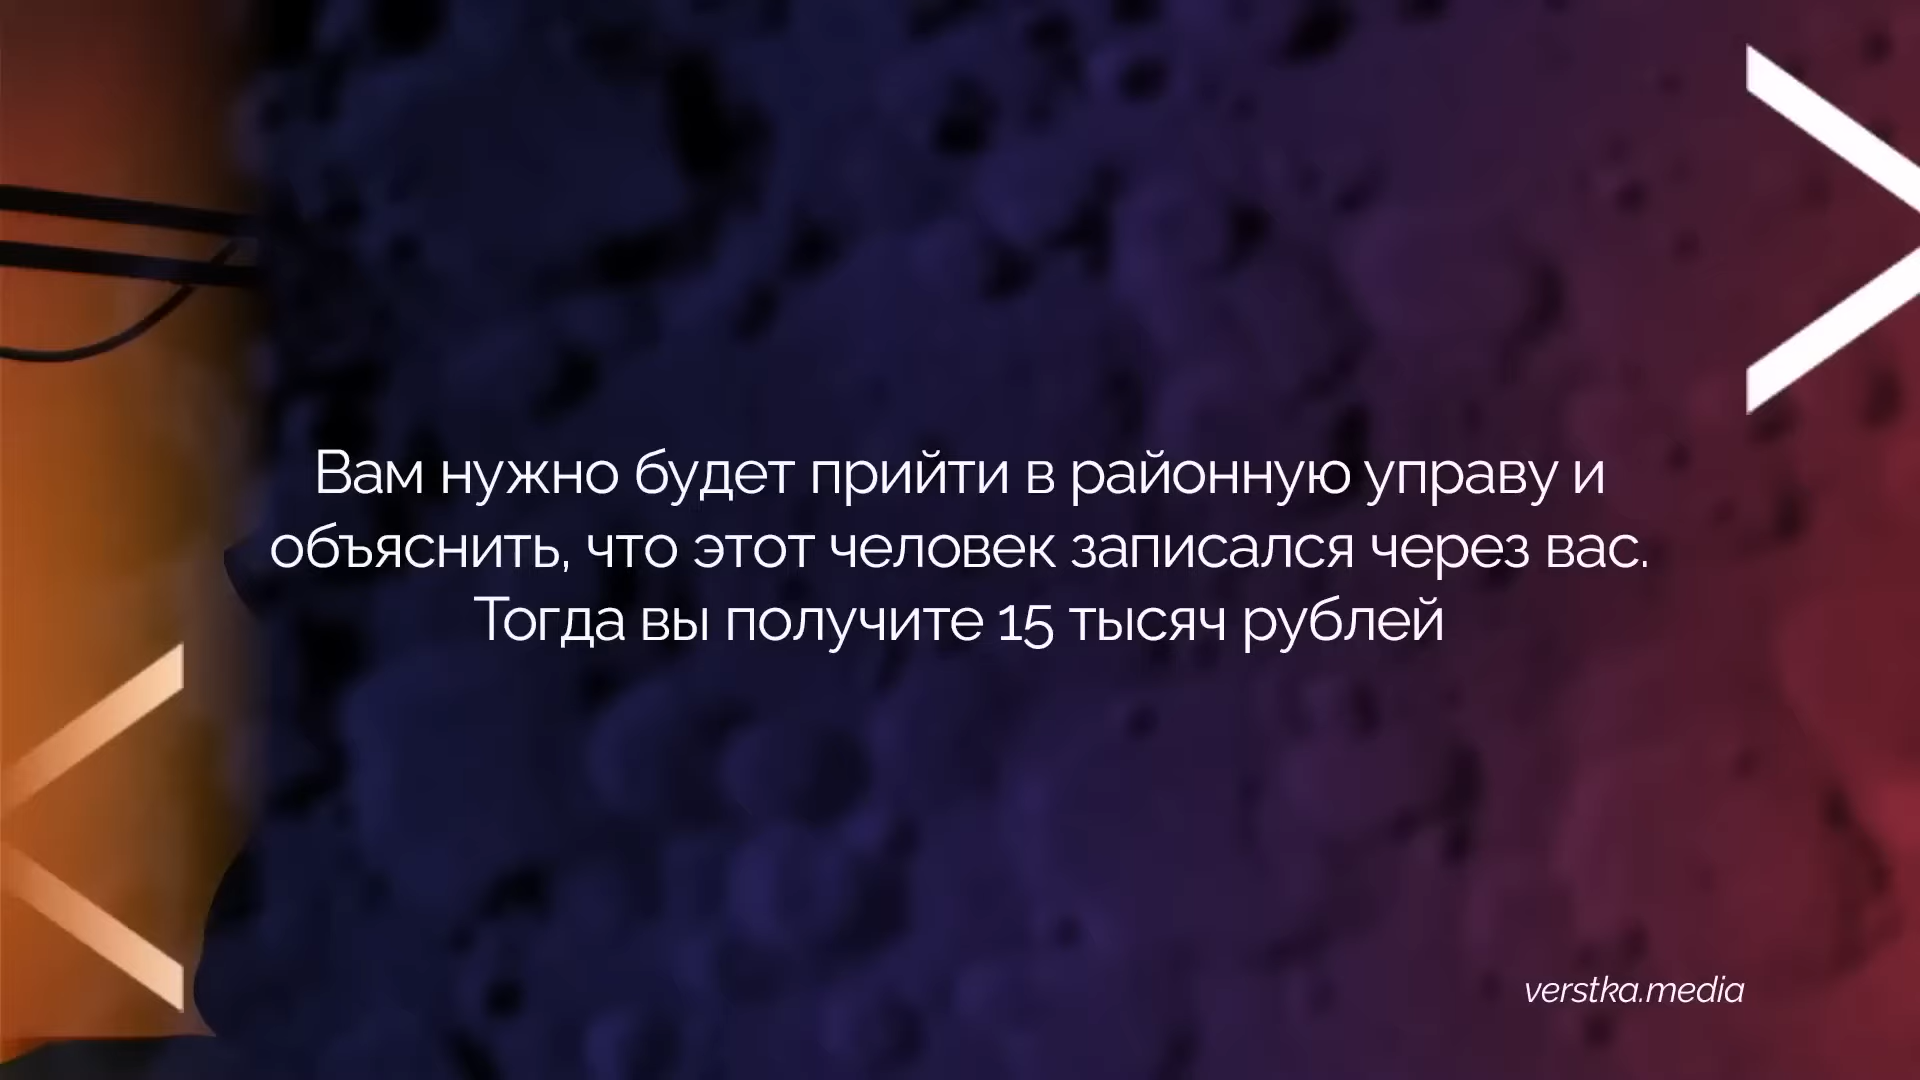 Вам нужно будет прийти в районную управу и
объяснить, что этот человек записался через вас.
Тогда вы получите 15 тысяч рублей
verstka.media